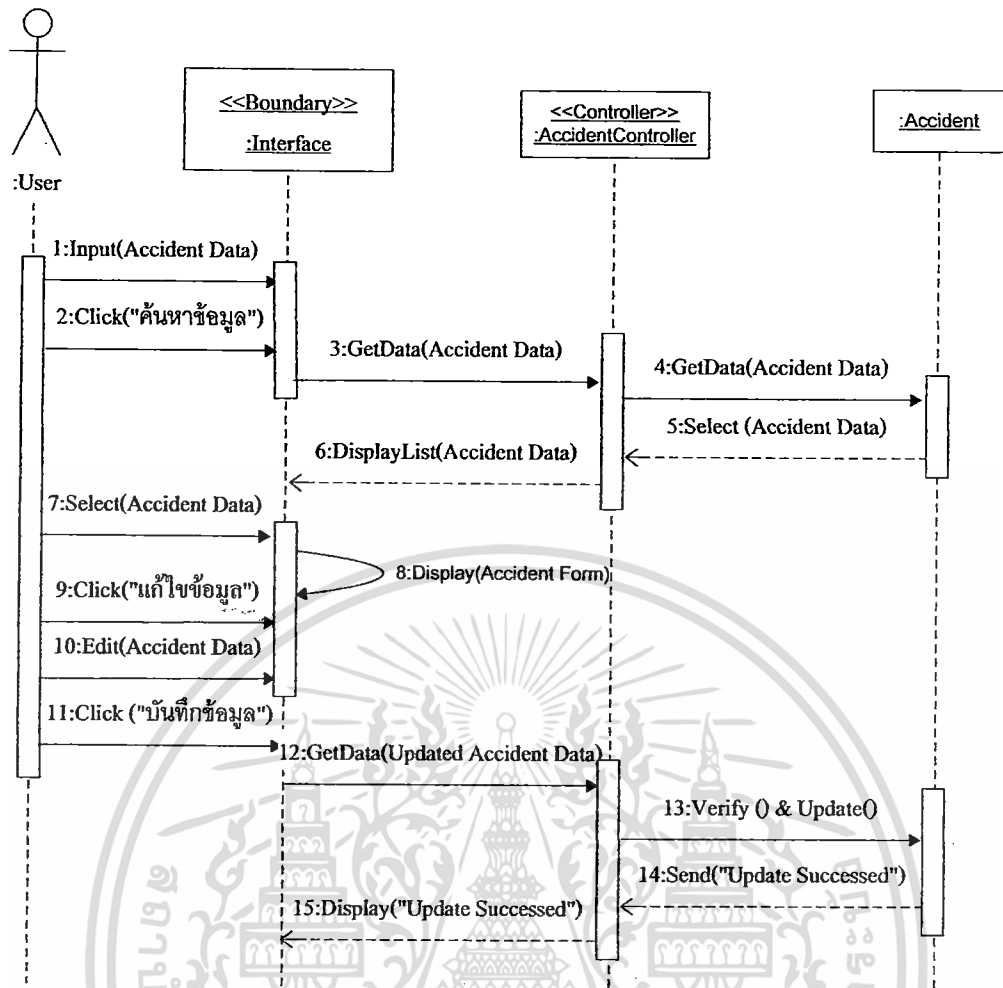 <<Boundary>>
:Interface
<<Controller>>
:AccidentController
:Accident
:User
1:Input(Accident Data)
2:Click("ค้นหาข้อมูล")
3:GetData(Accident Data)
4:GetData(Accident Data)
5:Select (Accident Data)
6:DisplayList(Accident Data)
7:Select(Accident Data)
8:Display(Accident Form)
9:Click("แก้ไขข้อมูล")
10:Edit(Accident Data)
11:Click ("บันทึกข้อมูล")
12:GetData(Updated Accident Data)
13:Verify () & Update()
14:Send("Update Successed")
15:Display("Update Successed")